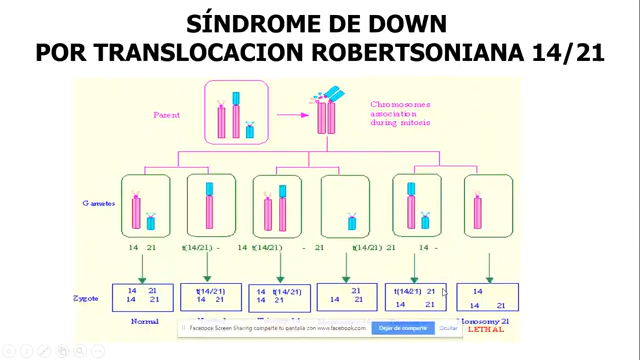 SÍNDROME DE DOWN
POR TRANSLOCACION ROBERTSONIANA 14/21
Parent
Chromosomes
association
during mitosis
Gametes
14 21 t(14/21) - 14 t(14/21) - 21 t(14/21) 21 14 -
Zygote
14 21
14 21
t(14/21)
14 21
14 t(14/21)
14 21
21
14 21
t(14/21) 21
14 21
14
14 21
Normal
Monosomy 21
LETHAL
Facebook Screen Sharing comparte tu pantalla con www.facebook.com.
Dejar de compartir
Ocultar